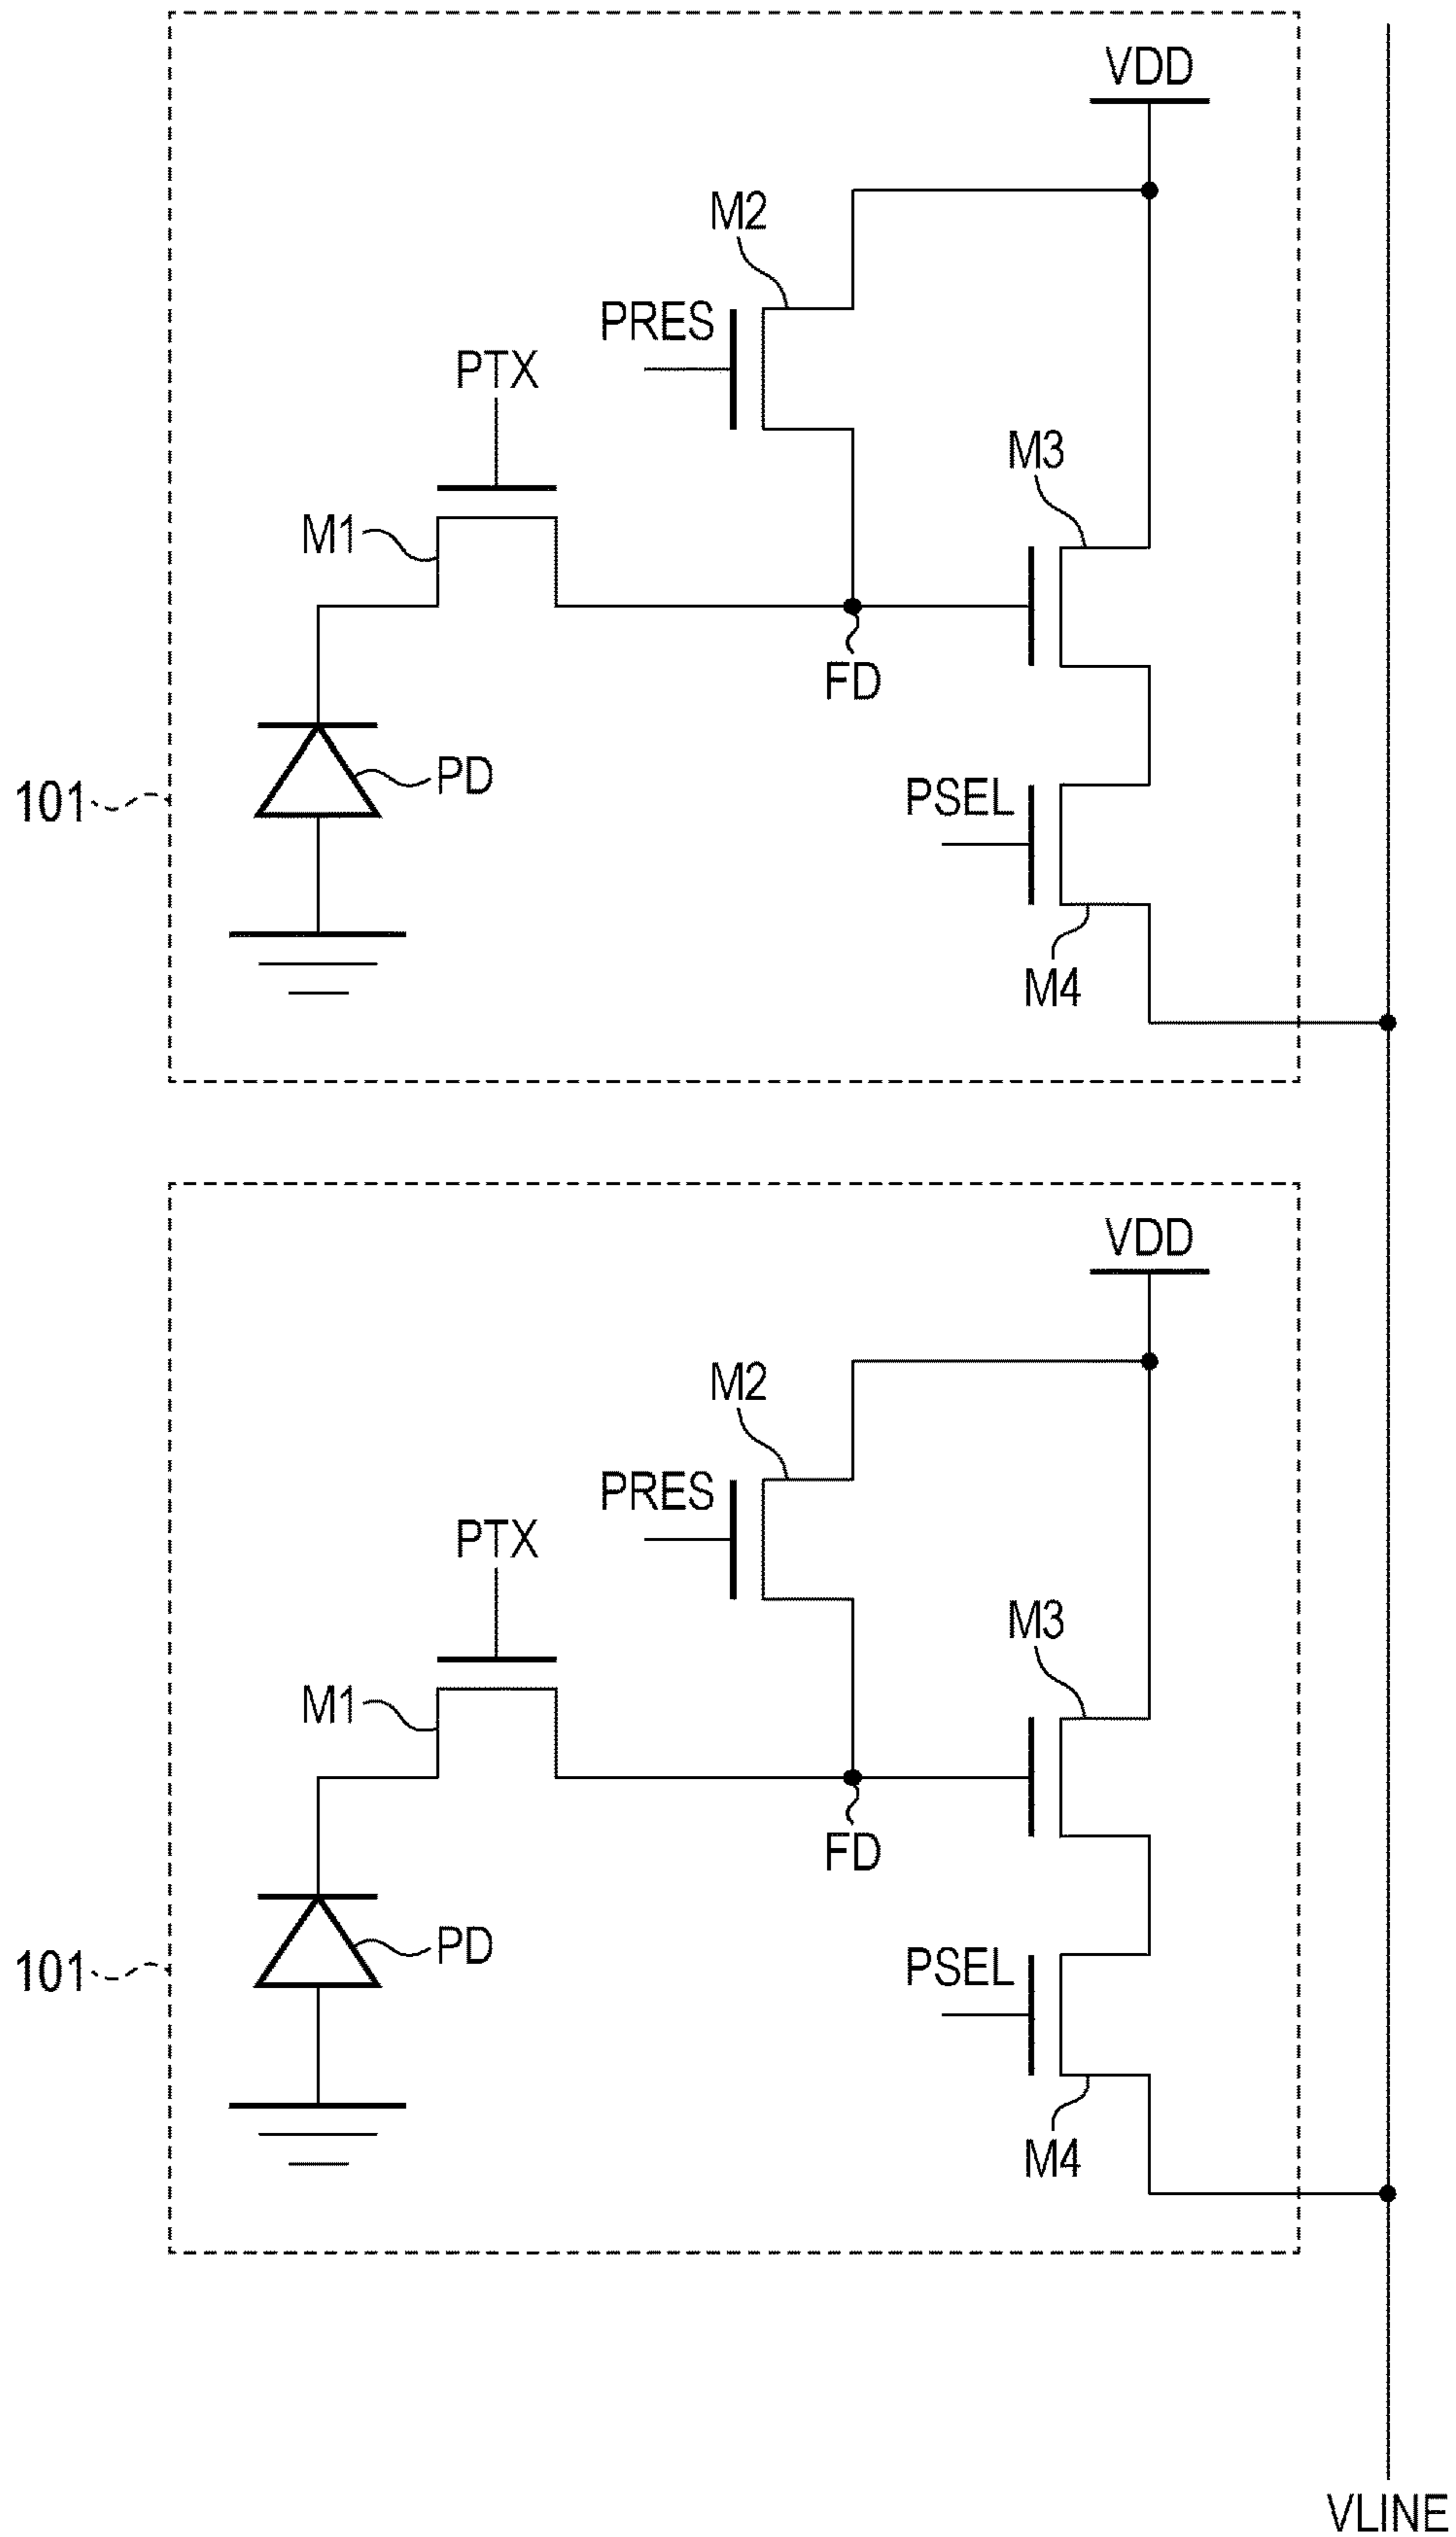 VDD
M2
PRES
PTX
M3
M1
FD
PD
PSEL
101
M4
VDD
M2
PRES
PTX
M3
M1
FD
PD
PSEL
101
M4
VLINE